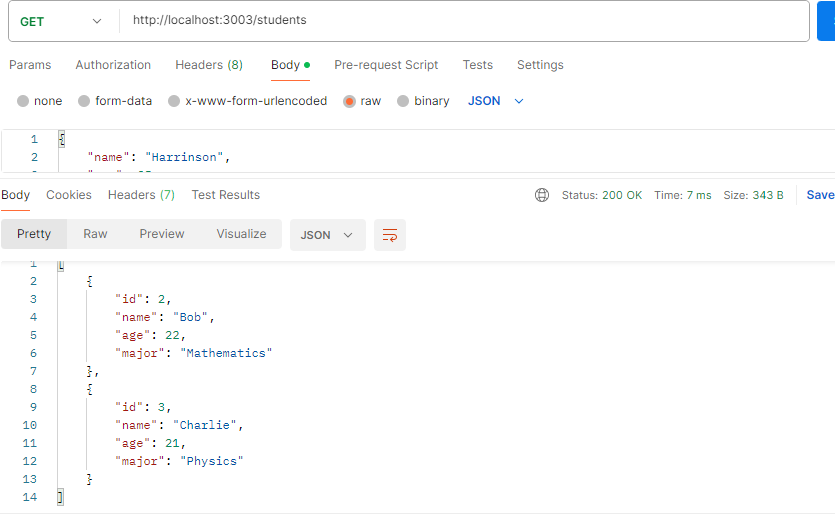 GET http://localhost:3003/students
Params Authorization Headers (8) Body Pre-request Script Tests Settings
none form-data x-www-form-urlencoded raw binary JSON
1 {
2 "name": "Harrinson",
Body Cookies Headers (7) Test Results Status: 200 OK Time: 7 ms Size: 343 B Save
Pretty Raw Preview Visualize JSON
1 [
2 {
3 "id": 2,
4 "name": "Bob",
5 "age": 22,
6 "major": "Mathematics"
7 },
8 {
9 "id": 3,
10 "name": "Charlie",
11 "age": 21,
12 "major": "Physics"
13 }
14 ]